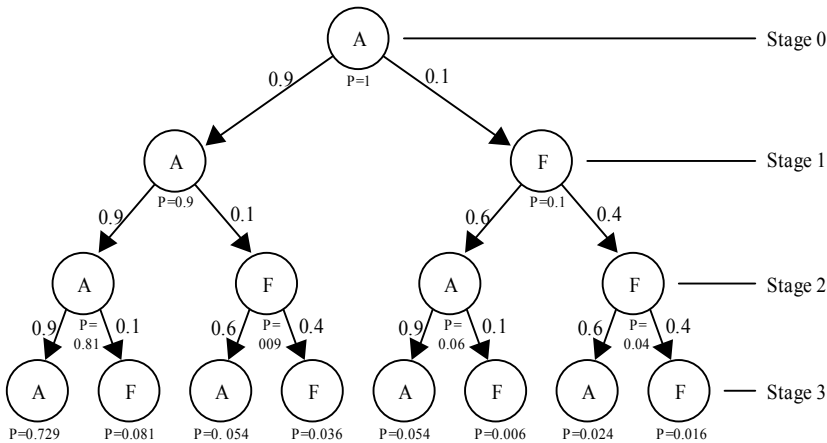 A
Stage 0
P=1
0.9
0.1
A
F
Stage 1
P=0.9
P=0.1
0.9
0.1
0.6
0.4
A
F
A
F
Stage 2
P=
0.81
P=
009
P=
0.06
P=
0.04
0.9
0.1
0.6
0.4
0.9
0.1
0.6
0.4
A
F
A
F
A
F
A
F
Stage 3
P=0.729
P=0.081
P=0. 054
P=0.036
P=0.054
P=0.006
P=0.024
P=0.016